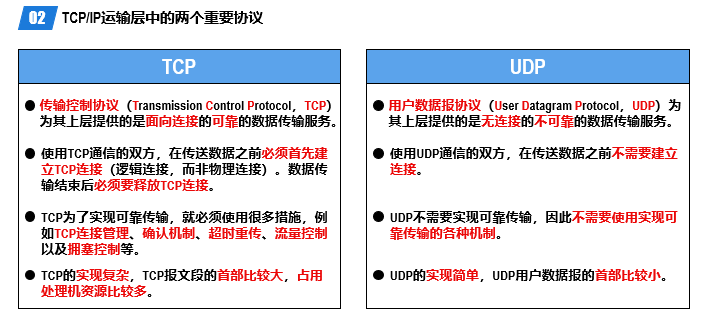 02 TCP/IP运输层中的两个重要协议
TCP
● 传输控制协议（Transmission Control Protocol，TCP）
为其上层提供的是面向连接的可靠的数据传输服务。
● 使用TCP通信的双方，在传送数据之前必须首先建
立TCP连接（逻辑连接，而非物理连接）。数据传
输结束后必须要释放TCP连接。
● TCP为了实现可靠传输，就必须使用很多措施，例
如TCP连接管理、确认机制、超时重传、流量控制
以及拥塞控制等。
● TCP的实现复杂，TCP报文段的首部比较大，占用
处理机资源比较多。
UDP
● 用户数据报协议（User Datagram Protocol，UDP）为
其上层提供的是无连接的不可靠的数据传输服务。
● 使用UDP通信的双方，在传送数据之前不需要建立
连接。
● UDP不需要实现可靠传输，因此不需要使用实现可
靠传输的各种机制。
● UDP的实现简单，UDP用户数据报的首部比较小。